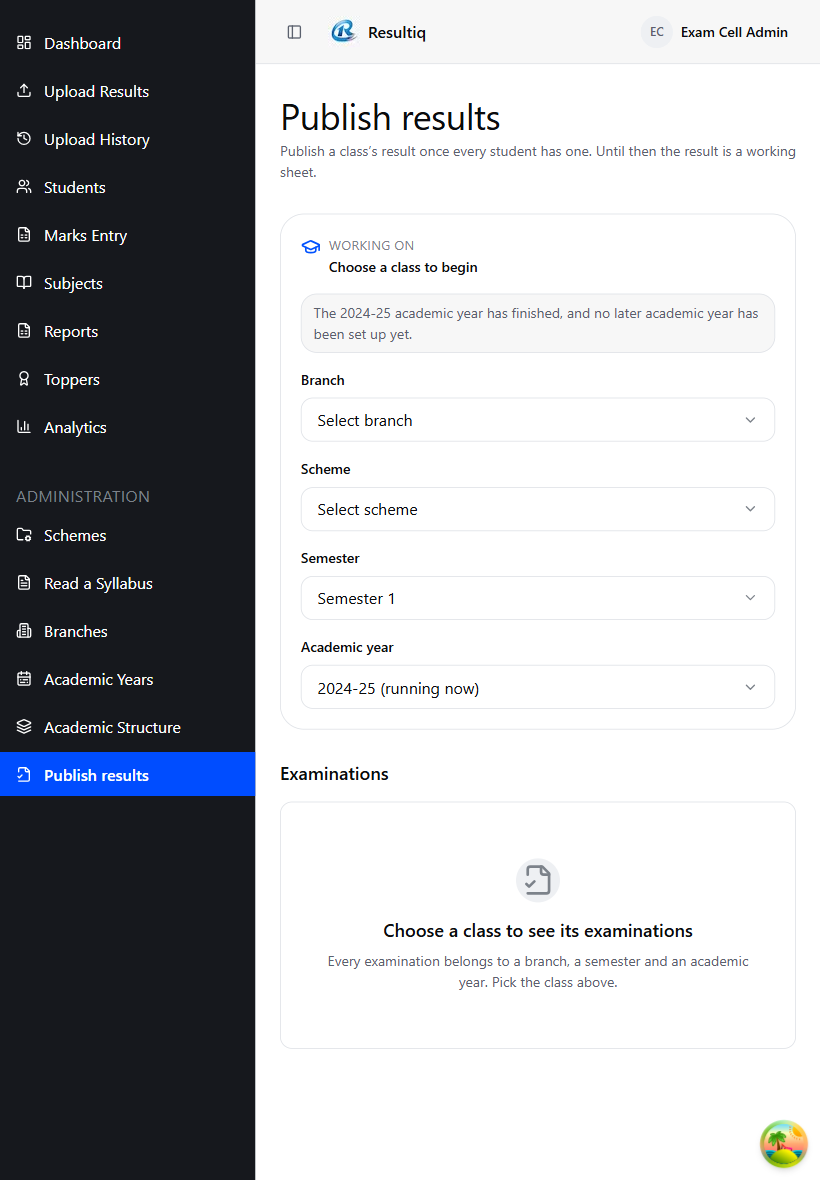 Dashboard
Upload Results
Upload History
Students
Marks Entry
Subjects
Reports
Toppers
Analytics
ADMINISTRATION
Schemes
Read a Syllabus
Branches
Academic Years
Academic Structure
Publish results
Resultiq
EC
Exam Cell Admin
Publish results
Publish a class’s result once every student has one. Until then the result is a working
sheet.
WORKING ON
Choose a class to begin
The 2024-25 academic year has finished, and no later academic year has
been set up yet.
Branch
Select branch
Scheme
Select scheme
Semester
Semester 1
Academic year
2024-25 (running now)
Examinations
Choose a class to see its examinations
Every examination belongs to a branch, a semester and an academic
year. Pick the class above.